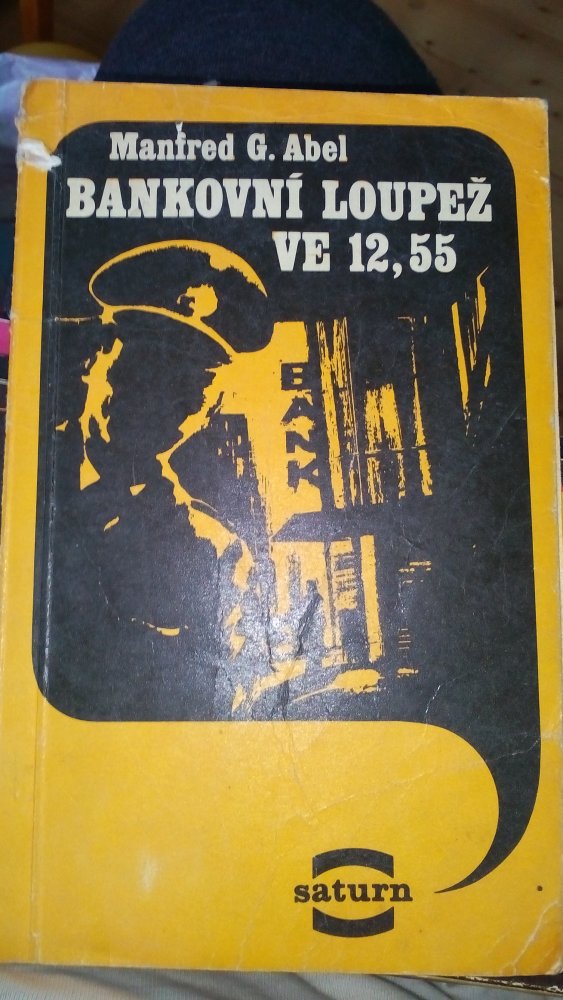 Manfred G. Abel
BANKOVNÍ LOUPEŽ
VE 12,55
BANK
saturn